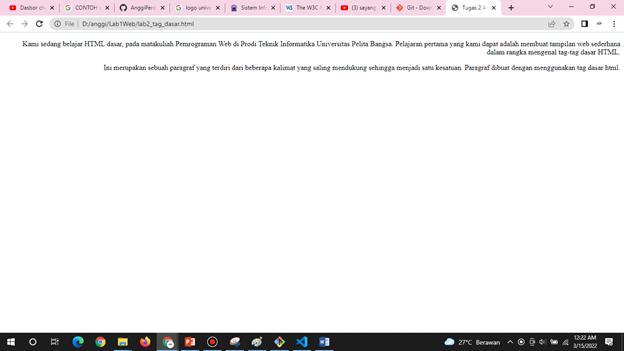 Dasbor ch
CONTOH
logo unive
Sistem Inf
The W3C M
(3) sayang
Git - Down
Tugas 2 A
File | D:/anggi/Lab1Web/lab2_tag_dasar.html
Kami sedang belajar HTML dasar, pada matakuliah Pemrograman Web di Prodi Teknik Informatika Universitas Pelita Bangsa. Pelajaran pertama yang kami dapat adalah membuat tampilan web sederhana
dalam rangka mengenal tag-tag dasar HTML.
Ini merupakan sebuah paragraf yang terdiri dari beberapa kalimat yang saling mendukung sehingga menjadi satu kesatuan. Paragraf dibuat dengan menggunakan tag dasar html.
27°C Berawan
12:22 AM
3/15/2022